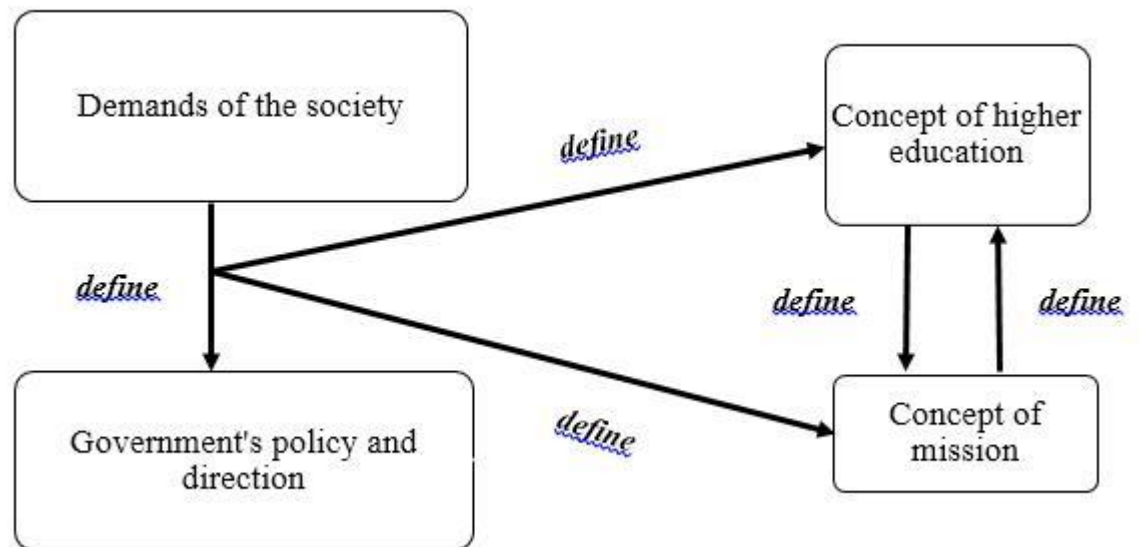 Demands of the society
Concept of higher
education
define
define
define
define
define
Government's policy and
direction
Concept of
mission